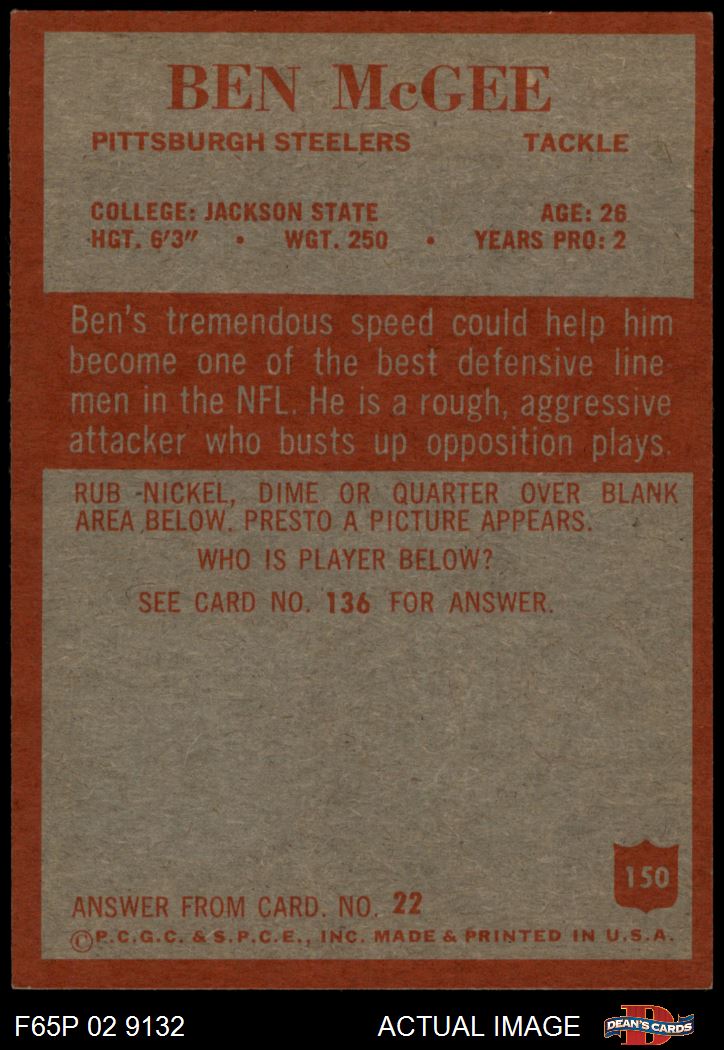 BEN McGEE
PITTSBURGH STEELERS TACKLE
COLLEGE: JACKSON STATE AGE: 26
HGT. 6'3" • WGT. 250 • YEARS PRO: 2
Ben's tremendous speed could help him
become one of the best defensive line
men in the NFL. He is a rough, aggressive
attacker who busts up opposition plays.
RUB NICKEL, DIME OR QUARTER OVER BLANK
AREA BELOW. PRESTO A PICTURE APPEARS.
WHO IS PLAYER BELOW?
SEE CARD NO. 136 FOR ANSWER.
150
ANSWER FROM CARD. NO. 22
©P.C.G.C. & S.P.C.E., INC. MADE & PRINTED IN U.S.A.
F65P 02 9132 ACTUAL IMAGE D DEAN'S CARDS